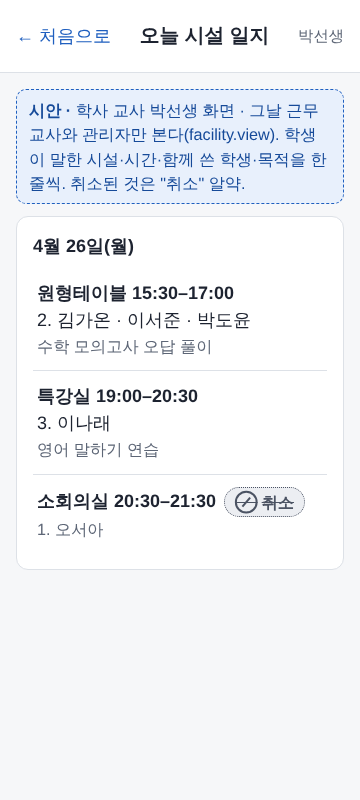 ← 처음으로 오늘 시설 일지 박선생
시안 · 학사 교사 박선생 화면 · 그날 근무
교사와 관리자만 본다(facility.view). 학생
이 말한 시설·시간·함께 쓴 학생·목적을 한
줄씩. 취소된 것은 "취소" 알약.
4월 26일(월)
원형테이블 15:30–17:00
2. 김가온 · 이서준 · 박도윤
수학 모의고사 오답 풀이
특강실 19:00–20:30
3. 이나래
영어 말하기 연습
소회의실 20:30–21:30 취소
1. 오서아